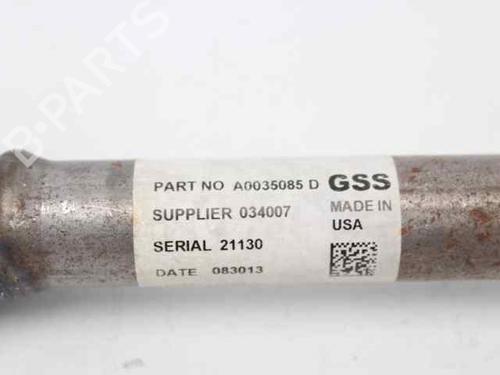 PART NO A0035085 D GSS
SUPPLIER 034007 MADE IN
USA
SERIAL 21130
DATE 083013
B-PARTS